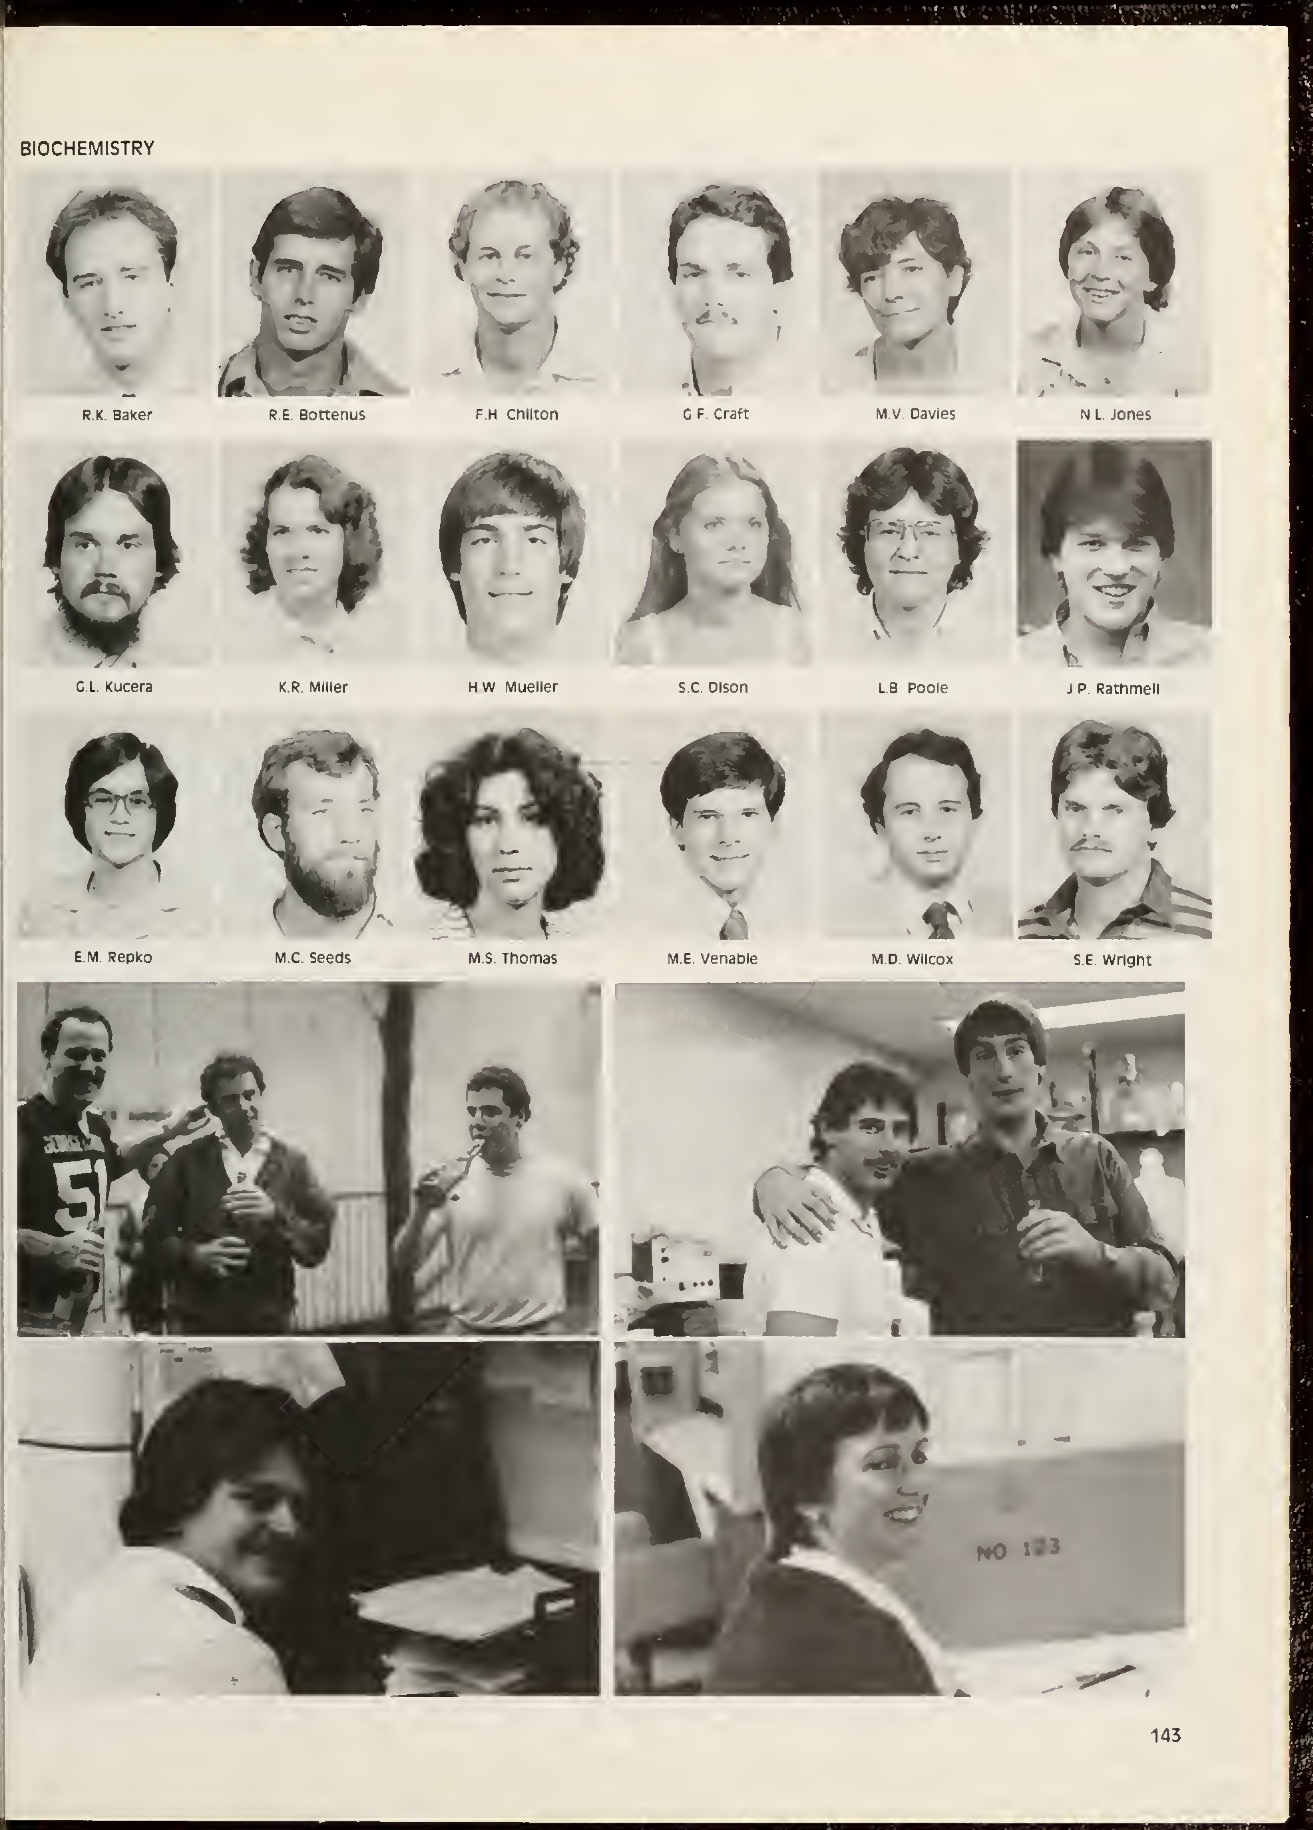 BIOCHEMISTRY
R.K. Baker
R.E. Bottenus
F.H Chilton
G F. Craft
M.V. Davies
N L. Jones
G.L. Kucera
K.R. Miller
H.W Mueller
S.C. Olson
L.B Poole
J P. Rathmell
E.M. Repko
M.C. Seeds
M.S. Thomas
M.E. Venable
M.D. Wilcox
S.E. Wright
51
NO 123
143